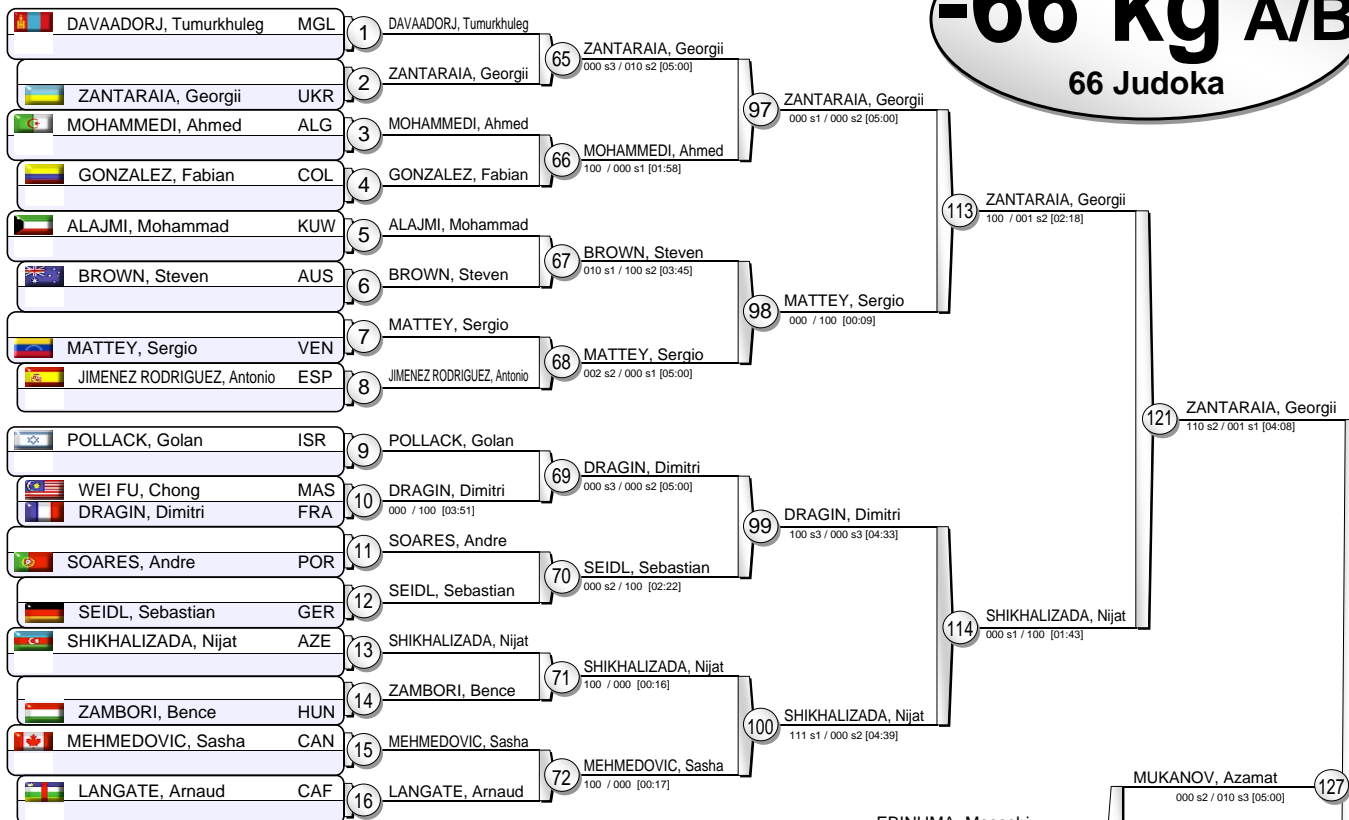 -66 kg A/B
66 Judoka
DAVAADORJ, Tumurkhuleg MGL
ZANTARAIA, Georgii UKR
MOHAMMEDI, Ahmed ALG
GONZALEZ, Fabian COL
ALAJMI, Mohammad KUW
BROWN, Steven AUS
MATTEY, Sergio VEN
JIMENEZ RODRIGUEZ, Antonio ESP
POLLACK, Golan ISR
WEI FU, Chong MAS
DRAGIN, Dimitri FRA
SOARES, Andre POR
SEIDL, Sebastian GER
SHIKHALIZADA, Nijat AZE
ZAMBORI, Bence HUN
MEHMEDOVIC, Sasha CAN
LANGATE, Arnaud CAF
1 DAVAADORJ, Tumurkhuleg
2 ZANTARAIA, Georgii
3 MOHAMMEDI, Ahmed
4 GONZALEZ, Fabian
5 ALAJMI, Mohammad
6 BROWN, Steven
7 MATTEY, Sergio
8 JIMENEZ RODRIGUEZ, Antonio
9 POLLACK, Golan
10 DRAGIN, Dimitri
000 / 100 [03:51]
11 SOARES, Andre
12 SEIDL, Sebastian
13 SHIKHALIZADA, Nijat
14 ZAMBORI, Bence
15 MEHMEDOVIC, Sasha
16 LANGATE, Arnaud
65 ZANTARAIA, Georgii
000 s3 / 010 s2 [05:00]
66 MOHAMMEDI, Ahmed
100 / 000 s1 [01:58]
67 BROWN, Steven
010 s1 / 100 s2 [03:45]
68 MATTEY, Sergio
002 s2 / 000 s1 [05:00]
69 DRAGIN, Dimitri
000 s3 / 000 s2 [05:00]
70 SEIDL, Sebastian
000 s2 / 100 [02:22]
71 SHIKHALIZADA, Nijat
100 / 000 [00:16]
72 MEHMEDOVIC, Sasha
100 / 000 [00:17]
97 ZANTARAIA, Georgii
000 s1 / 000 s2 [05:00]
98 MATTEY, Sergio
000 / 100 [00:09]
99 DRAGIN, Dimitri
100 s3 / 000 s3 [04:33]
100 SHIKHALIZADA, Nijat
111 s1 / 000 s2 [04:39]
113 ZANTARAIA, Georgii
100 / 001 s2 [02:18]
114 SHIKHALIZADA, Nijat
000 s1 / 100 [01:43]
121 ZANTARAIA, Georgii
110 s2 / 001 s1 [04:08]
MUKANOV, Azamat 127
000 s2 / 010 s3 [05:00]